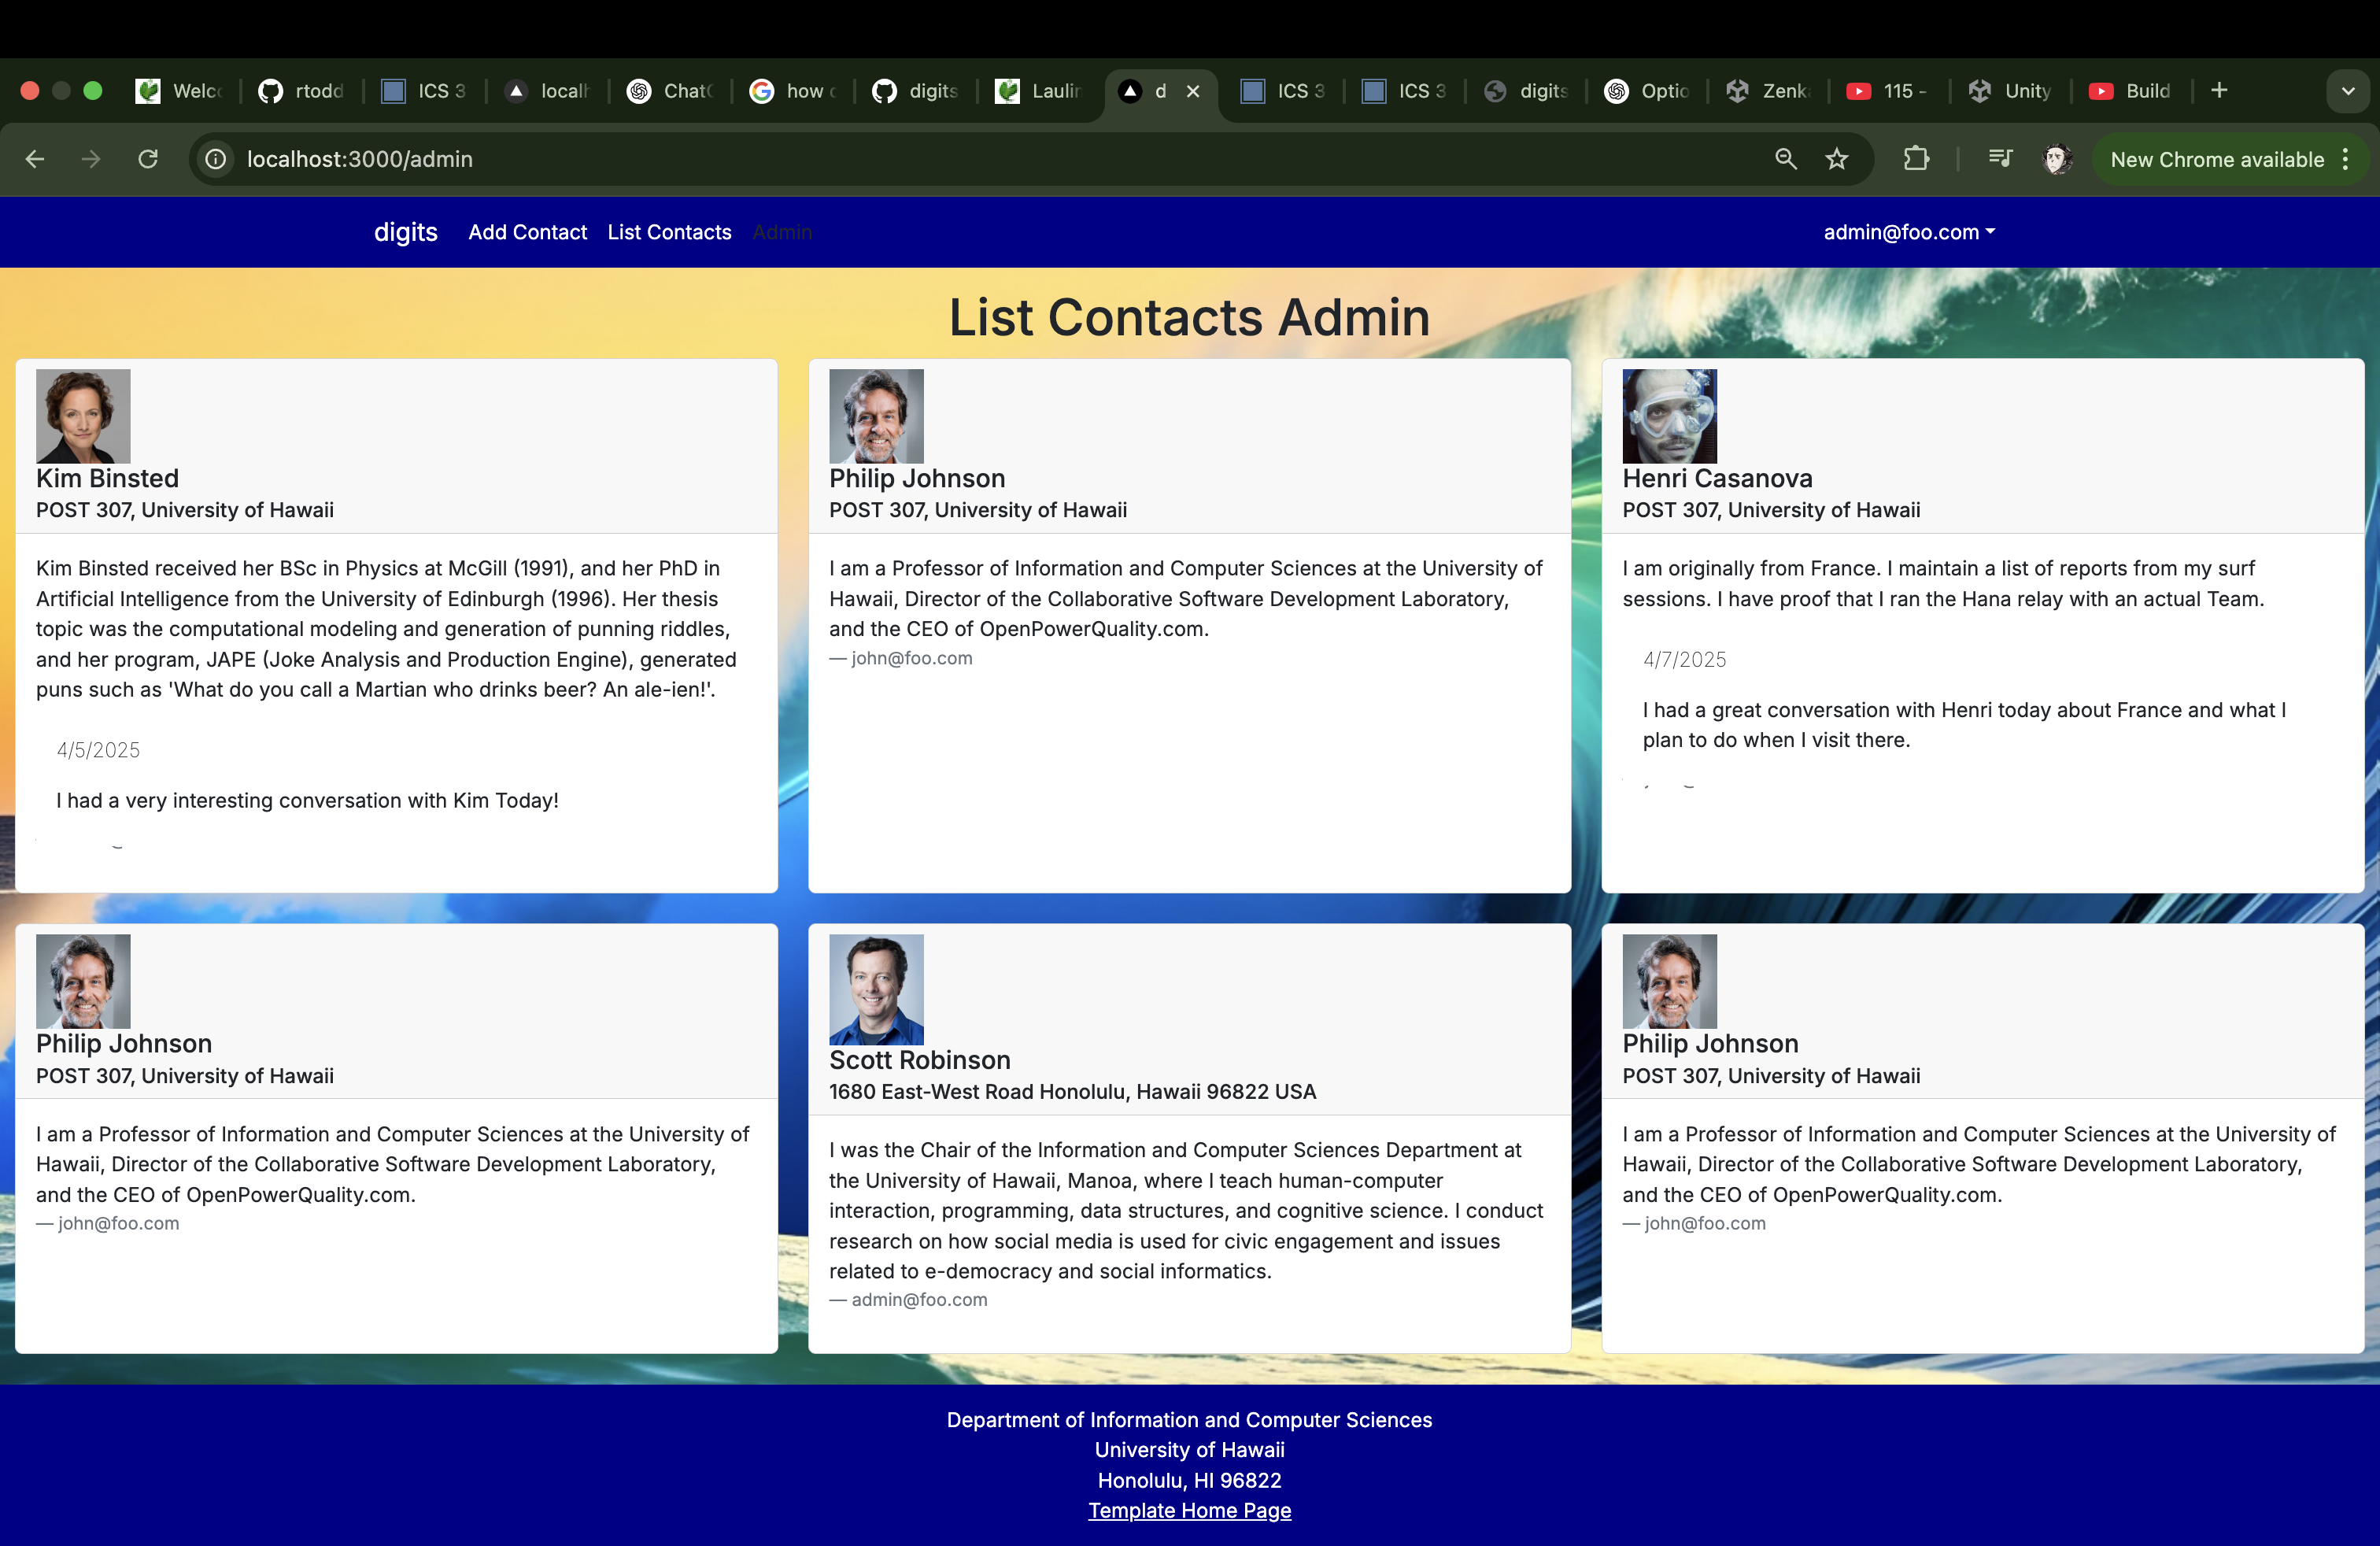 Welc
rtodd
ICS 3
local
Chat
how
digits
Laulin
d
ICS 3
ICS 3
digits
Optio
Zenk
115 -
Unity
Build
localhost:3000/admin
New Chrome available
digits Add Contact List Contacts Admin admin@foo.com
List Contacts Admin
Kim Binsted
POST 307, University of Hawaii
Kim Binsted received her BSc in Physics at McGill (1991), and her PhD in
Artificial Intelligence from the University of Edinburgh (1996). Her thesis
topic was the computational modeling and generation of punning riddles,
and her program, JAPE (Joke Analysis and Production Engine), generated
puns such as 'What do you call a Martian who drinks beer? An ale-ien!'.
4/5/2025
I had a very interesting conversation with Kim Today!
Philip Johnson
POST 307, University of Hawaii
I am a Professor of Information and Computer Sciences at the University of
Hawaii, Director of the Collaborative Software Development Laboratory,
and the CEO of OpenPowerQuality.com.
— john@foo.com
Henri Casanova
POST 307, University of Hawaii
I am originally from France. I maintain a list of reports from my surf
sessions. I have proof that I ran the Hana relay with an actual Team.
4/7/2025
I had a great conversation with Henri today about France and what I
plan to do when I visit there.
Philip Johnson
POST 307, University of Hawaii
I am a Professor of Information and Computer Sciences at the University of
Hawaii, Director of the Collaborative Software Development Laboratory,
and the CEO of OpenPowerQuality.com.
— john@foo.com
Scott Robinson
1680 East-West Road Honolulu, Hawaii 96822 USA
I was the Chair of the Information and Computer Sciences Department at
the University of Hawaii, Manoa, where I teach human-computer
interaction, programming, data structures, and cognitive science. I conduct
research on how social media is used for civic engagement and issues
related to e-democracy and social informatics.
— admin@foo.com
Philip Johnson
POST 307, University of Hawaii
I am a Professor of Information and Computer Sciences at the University of
Hawaii, Director of the Collaborative Software Development Laboratory,
and the CEO of OpenPowerQuality.com.
— john@foo.com
Department of Information and Computer Sciences
University of Hawaii
Honolulu, HI 96822
Template Home Page